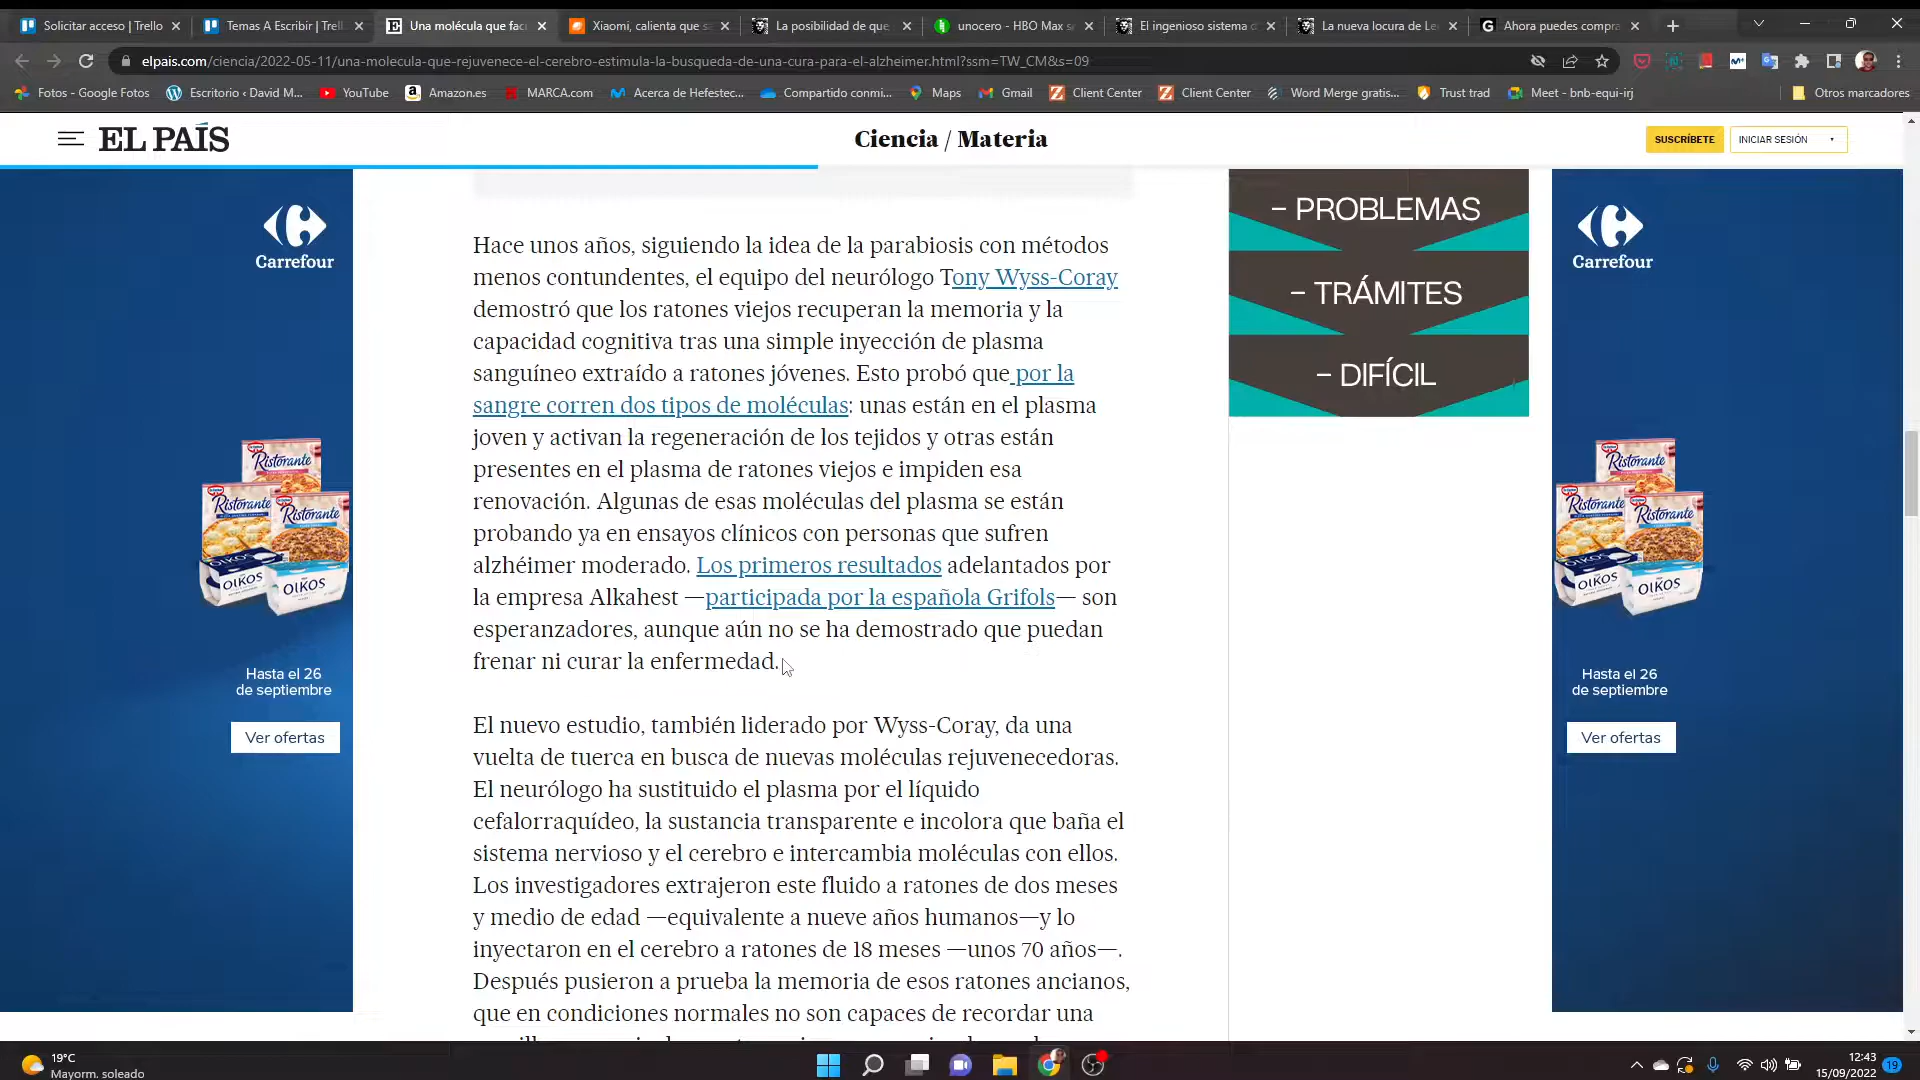 Solicitar acceso | Trello
Temas A Escribir | Trell
Una molécula que fac
Xiaomi, calienta que s
La posibilidad de que
unocero - HBO Max s
El ingenioso sistema d
La nueva locura de Le
Ahora puedes compra
elpais.com/ciencia/2022-05-11/una-molecula-que-rejuvenece-el-cerebro-estimula-la-busqueda-de-una-cura-para-el-alzheimer.html?ssm=TW_CM&s=09
Fotos - Google Fotos
Escritorio ‹ David M...
YouTube
Amazon.es
MARCA.com
Acerca de Hefestec...
Compartido conmi...
Maps
Gmail
Client Center
Client Center
Word Merge gratis...
Trust trad
Meet - bnb-equi-irj
Otros marcadores
EL PAÍS
Ciencia / Materia
SUSCRÍBETE
INICIAR SESIÓN
Carrefour
Ristorante
Ristorante
Ristorante
OIKOS
OIKOS
Hasta el 26
de septiembre
Ver ofertas
Hace unos años, siguiendo la idea de la parabiosis con métodos
menos contundentes, el equipo del neurólogo Tony Wyss-Coray
demostró que los ratones viejos recuperan la memoria y la
capacidad cognitiva tras una simple inyección de plasma
sanguíneo extraído a ratones jóvenes. Esto probó que por la
sangre corren dos tipos de moléculas: unas están en el plasma
joven y activan la regeneración de los tejidos y otras están
presentes en el plasma de ratones viejos e impiden esa
renovación. Algunas de esas moléculas del plasma se están
probando ya en ensayos clínicos con personas que sufren
alzhéimer moderado. Los primeros resultados adelantados por
la empresa Alkahest —participada por la española Grifols— son
esperanzadores, aunque aún no se ha demostrado que puedan
frenar ni curar la enfermedad.
El nuevo estudio, también liderado por Wyss-Coray, da una
vuelta de tuerca en busca de nuevas moléculas rejuvenecedoras.
El neurólogo ha sustituido el plasma por el líquido
cefalorraquídeo, la sustancia transparente e incolora que baña el
sistema nervioso y el cerebro e intercambia moléculas con ellos.
Los investigadores extrajeron este fluido a ratones de dos meses
y medio de edad —equivalente a nueve años humanos—y lo
inyectaron en el cerebro a ratones de 18 meses —unos 70 años—.
Después pusieron a prueba la memoria de esos ratones ancianos,
que en condiciones normales no son capaces de recordar una
- PROBLEMAS
- TRÁMITES
- DIFÍCIL
Carrefour
Ristorante
Ristorante
Ristorante
OIKOS
OIKOS
Hasta el 26
de septiembre
Ver ofertas
19°C
Mayorm. soleado
12:43
15/09/2022
19